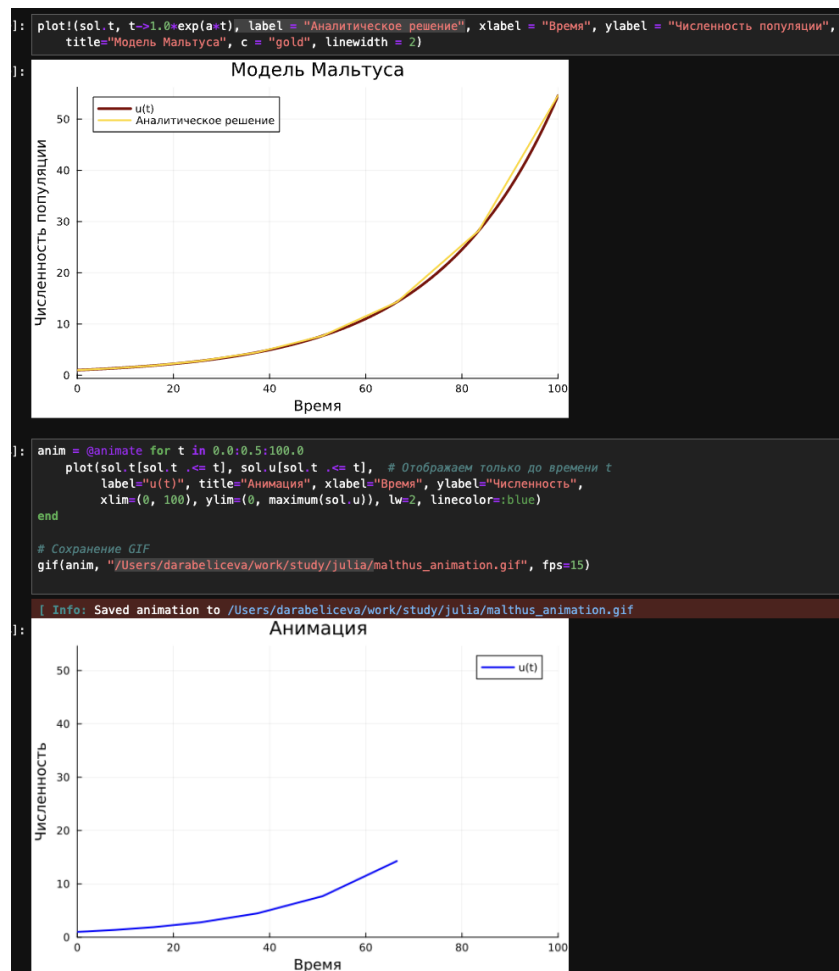 ]: plot!(sol.t, t->1.0*exp(a*t), label = "Аналитическое решение", xlabel = "Время", ylabel = "Численность популяции",
title="Модель Мальтуса", c = "gold", linewidth = 2)
]:
Модель Мальтуса
u(t)
Аналитическое решение
Численность популяции
50
40
30
20
10
0
0 20 40 60 80 100
Время
]: anim = @animate for t in 0.0:0.5:100.0
plot(sol.t[sol.t .<= t], sol.u[sol.t .<= t], # Отображаем только до времени t
label="u(t)", title="Анимация", xlabel="Время", ylabel="Численность",
xlim=(0, 100), ylim=(0, maximum(sol.u)), lw=2, linecolor=:blue)
end
# Сохранение GIF
gif(anim, "/Users/darabeliceva/work/study/julia/malthus_animation.gif", fps=15)
[ Info: Saved animation to /Users/darabeliceva/work/study/julia/malthus_animation.gif
]:
Анимация
u(t)
Численность
50
40
30
20
10
0
0 20 40 60 80 100
Время